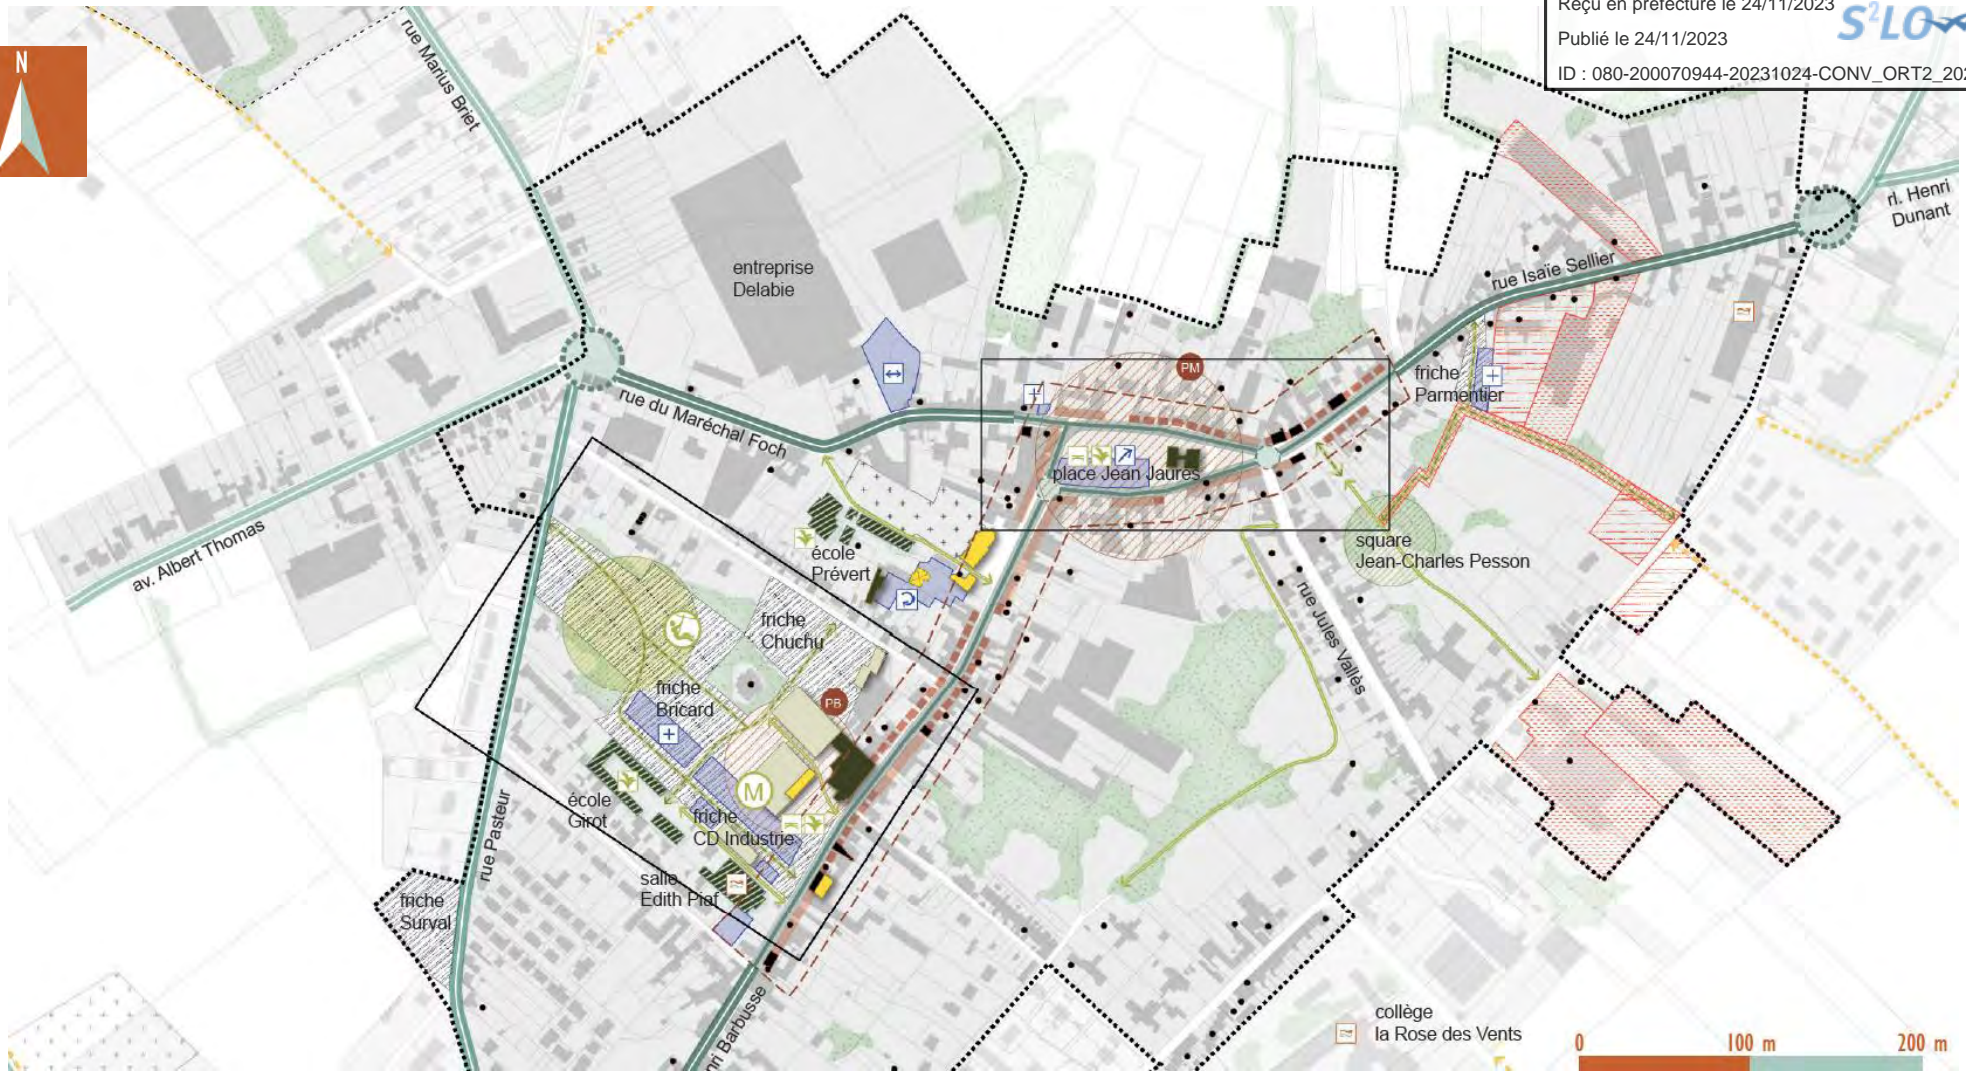 Reçu en préfecture le 24/11/2023
Publié le 24/11/2023
S²LO
ID : 080-200070944-20231024-CONV_ORT2_202
N
rue Marius Briet
rl. Henri
Dunant
rue Isaïe Sellier
entreprise
Delabie
PM
friche
Parmentier
rue du Maréchal Foch
place Jean Jaurès
av. Albert Thomas
école
Prévert
square
Jean-Charles Pesson
rue Jules Vallès
friche
Chuchu
friche
Bricard
PB
M
école
Girot
friche
CD Industrie
rue Pasteur
salle
Edith Piaf
friche
Surval
nri Barbusse
collège
la Rose des Vents
0 100 m 200 m